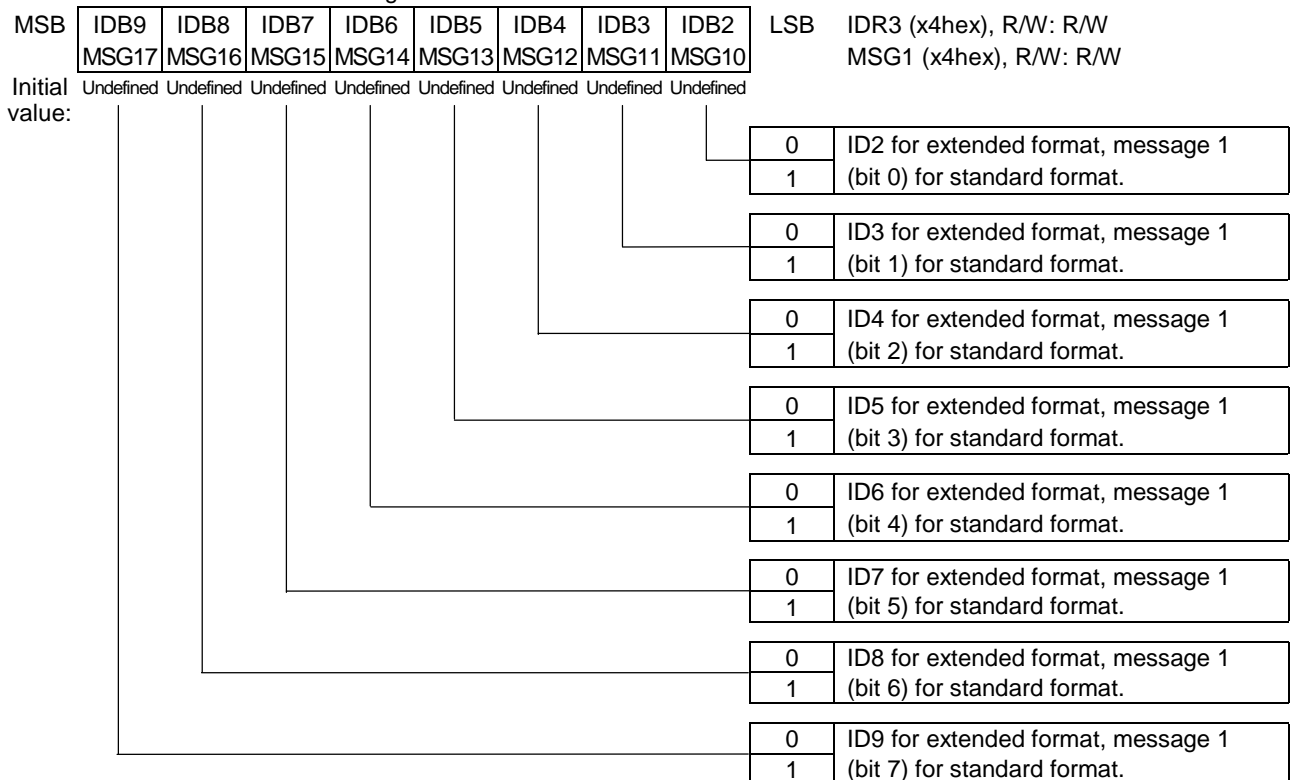 MSB IDB9 IDB8 IDB7 IDB6 IDB5 IDB4 IDB3 IDB2 LSB IDR3 (x4hex), R/W: R/W
MSG17 MSG16 MSG15 MSG14 MSG13 MSG12 MSG11 MSG10 MSG1 (x4hex), R/W: R/W
Initial value: Undefined Undefined Undefined Undefined Undefined Undefined Undefined Undefined
0 ID2 for extended format, message 1
1 (bit 0) for standard format.
0 ID3 for extended format, message 1
1 (bit 1) for standard format.
0 ID4 for extended format, message 1
1 (bit 2) for standard format.
0 ID5 for extended format, message 1
1 (bit 3) for standard format.
0 ID6 for extended format, message 1
1 (bit 4) for standard format.
0 ID7 for extended format, message 1
1 (bit 5) for standard format.
0 ID8 for extended format, message 1
1 (bit 6) for standard format.
0 ID9 for extended format, message 1
1 (bit 7) for standard format.